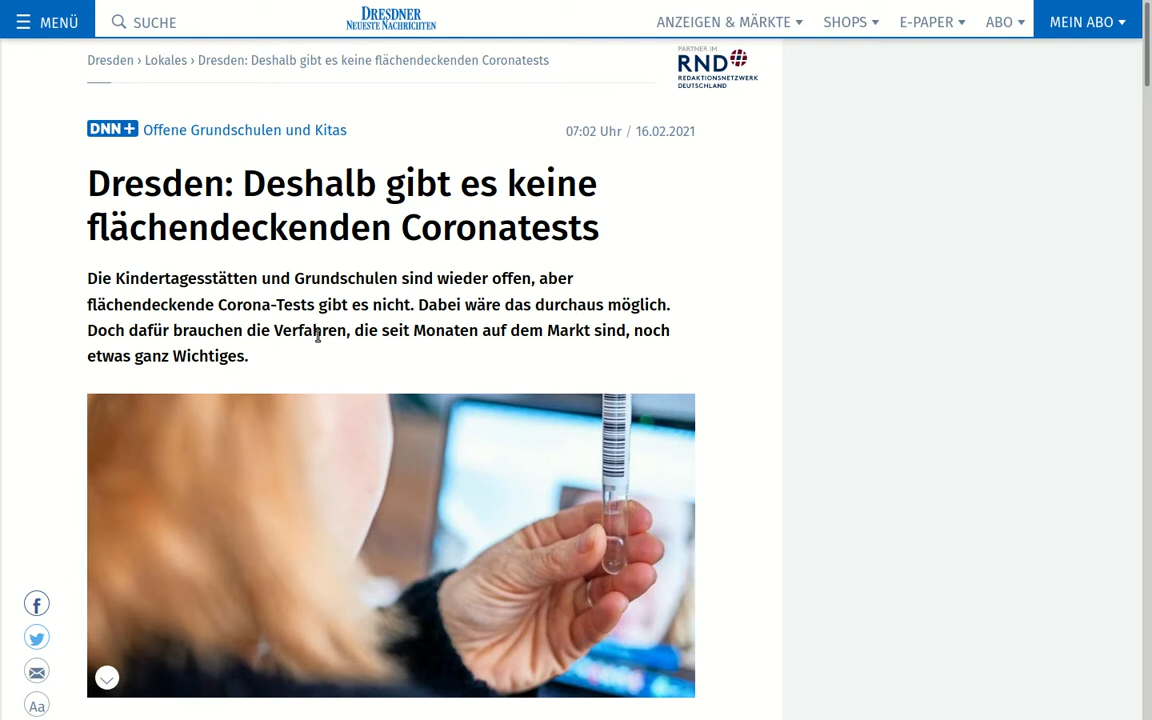 MENÜ
SUCHE
DRESDNER
NEUESTE NACHRICHTEN
ANZEIGEN & MÄRKTE
SHOPS
E-PAPER
ABO
MEIN ABO
Dresden › Lokales › Dresden: Deshalb gibt es keine flächendeckenden Coronatests
PARTNER IM
RND
REDAKTIONSNETZWERK
DEUTSCHLAND
DNN+ Offene Grundschulen und Kitas
07:02 Uhr / 16.02.2021
Dresden: Deshalb gibt es keine
flächendeckenden Coronatests
Die Kindertagesstätten und Grundschulen sind wieder offen, aber
flächendeckende Corona-Tests gibt es nicht. Dabei wäre das durchaus möglich.
Doch dafür brauchen die Verfahren, die seit Monaten auf dem Markt sind, noch
etwas ganz Wichtiges.
Aa